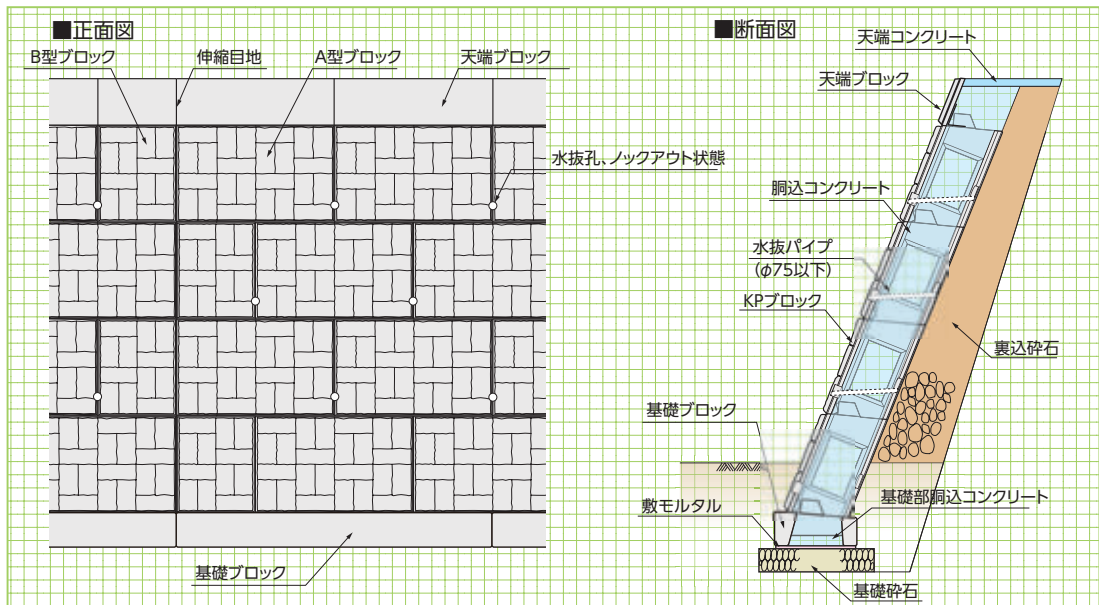 ■正面図
B型ブロック
伸縮目地
A型ブロック
天端ブロック
水抜孔、ノックアウト状態
基礎ブロック
■断面図
天端コンクリート
天端ブロック
胴込コンクリート
水抜パイプ
（φ75以下）
KPブロック
裏込砕石
基礎ブロック
敷モルタル
基礎部胴込コンクリート
基礎砕石